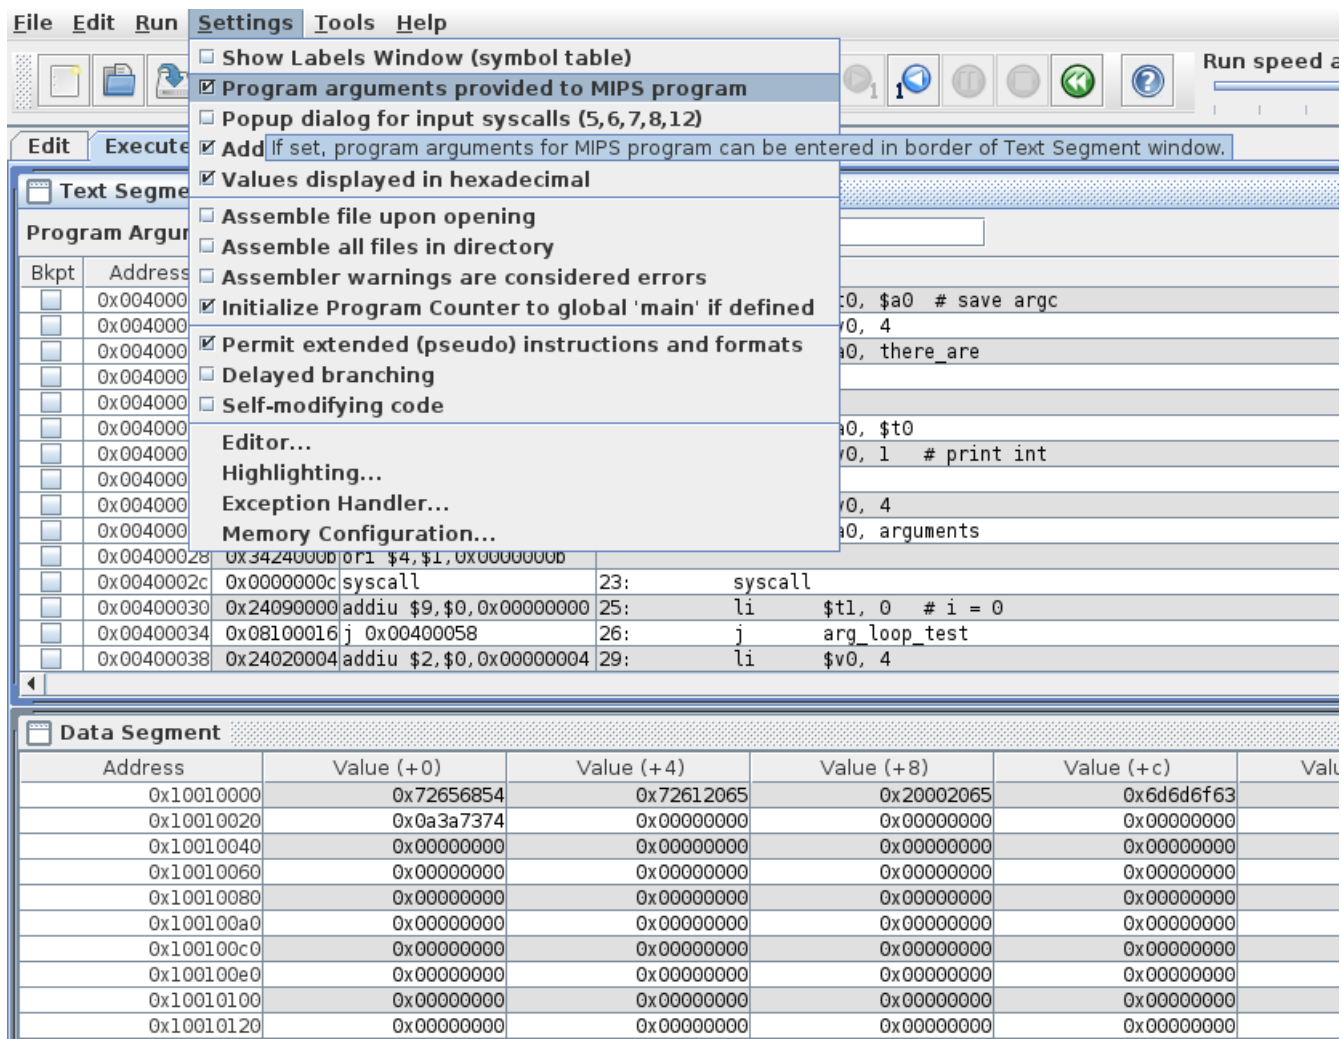 File Edit Run Settings Tools Help
Show Labels Window (symbol table)
Program arguments provided to MIPS program
Popup dialog for input syscalls (5,6,7,8,12)
Add
If set, program arguments for MIPS program can be entered in border of Text Segment window.
Values displayed in hexadecimal
Assemble file upon opening
Assemble all files in directory
Assembler warnings are considered errors
Initialize Program Counter to global 'main' if defined
Permit extended (pseudo) instructions and formats
Delayed branching
Self-modifying code
Editor...
Highlighting...
Exception Handler...
Memory Configuration...
1 1
Run speed a
Edit Execute
Text Segme
Program Argur
Bkpt Address
0x004000 t0, $a0 # save argc
0x004000 v0, 4
0x004000 a0, there_are
0x004000
0x004000
0x004000 a0, $t0
0x004000 v0, 1 # print int
0x004000
0x004000 v0, 4
0x004000 a0, arguments
0x00400028 0x3424000b ori $4,$1,0x0000000b
0x0040002c 0x0000000c syscall 23: syscall
0x00400030 0x24090000 addiu $9,$0,0x00000000 25: li $t1, 0 # i = 0
0x00400034 0x08100016 j 0x00400058 26: j arg_loop_test
0x00400038 0x24020004 addiu $2,$0,0x00000004 29: li $v0, 4
Data Segment
Address Value (+0) Value (+4) Value (+8) Value (+c) Valu
0x10010000 0x72656854 0x72612065 0x20002065 0x6d6d6f63
0x10010020 0x0a3a7374 0x00000000 0x00000000 0x00000000
0x10010040 0x00000000 0x00000000 0x00000000 0x00000000
0x10010060 0x00000000 0x00000000 0x00000000 0x00000000
0x10010080 0x00000000 0x00000000 0x00000000 0x00000000
0x100100a0 0x00000000 0x00000000 0x00000000 0x00000000
0x100100c0 0x00000000 0x00000000 0x00000000 0x00000000
0x100100e0 0x00000000 0x00000000 0x00000000 0x00000000
0x10010100 0x00000000 0x00000000 0x00000000 0x00000000
0x10010120 0x00000000 0x00000000 0x00000000 0x00000000